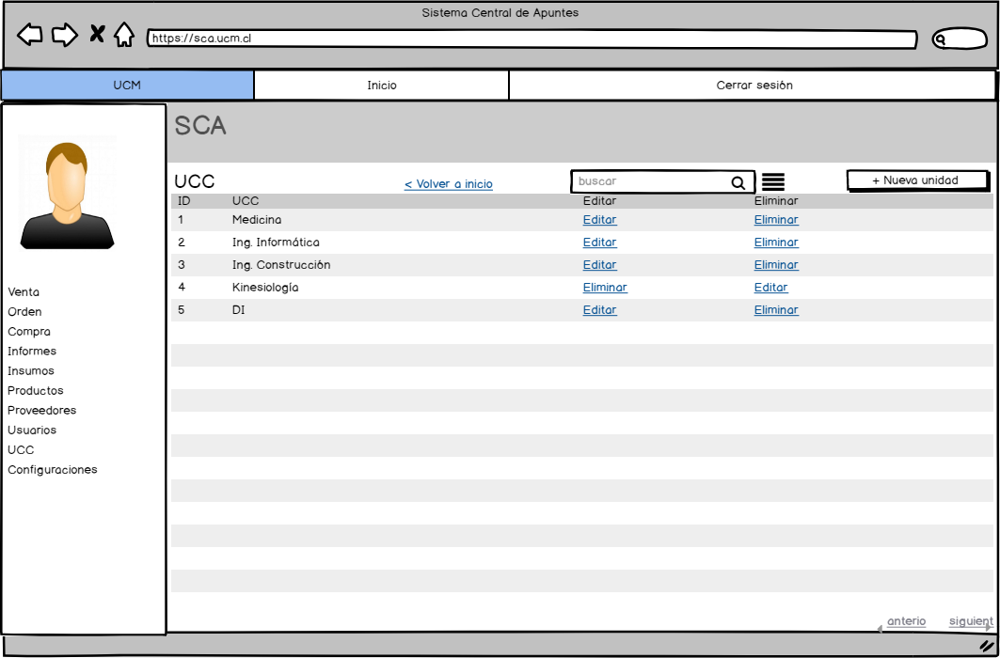 Sistema Central de Apuntes
https://sca.ucm.cl
UCM Inicio Cerrar sesión
SCA
UCC < Volver a inicio buscar + Nueva unidad
ID UCC Editar Eliminar
1 Medicina Editar Eliminar
2 Ing. Informática Editar Eliminar
3 Ing. Construcción Editar Eliminar
4 Kinesiología Eliminar Editar
5 DI Editar Eliminar
Venta
Orden
Compra
Informes
Insumos
Productos
Proveedores
Usuarios
UCC
Configuraciones
anterio siguient